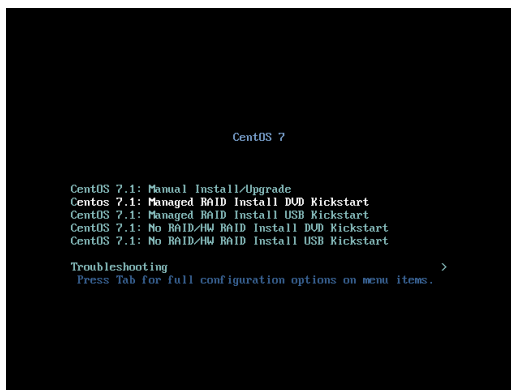 CentOS 7
CentOS 7.1: Manual Install/Upgrade
Centos 7.1: Managed RAID Install DVD Kickstart
CentOS 7.1: Managed RAID Install USB Kickstart
CentOS 7.1: No RAID/HW RAID Install DVD Kickstart
CentOS 7.1: No RAID/HW RAID Install USB Kickstart
Troubleshooting >
Press Tab for full configuration options on menu items.